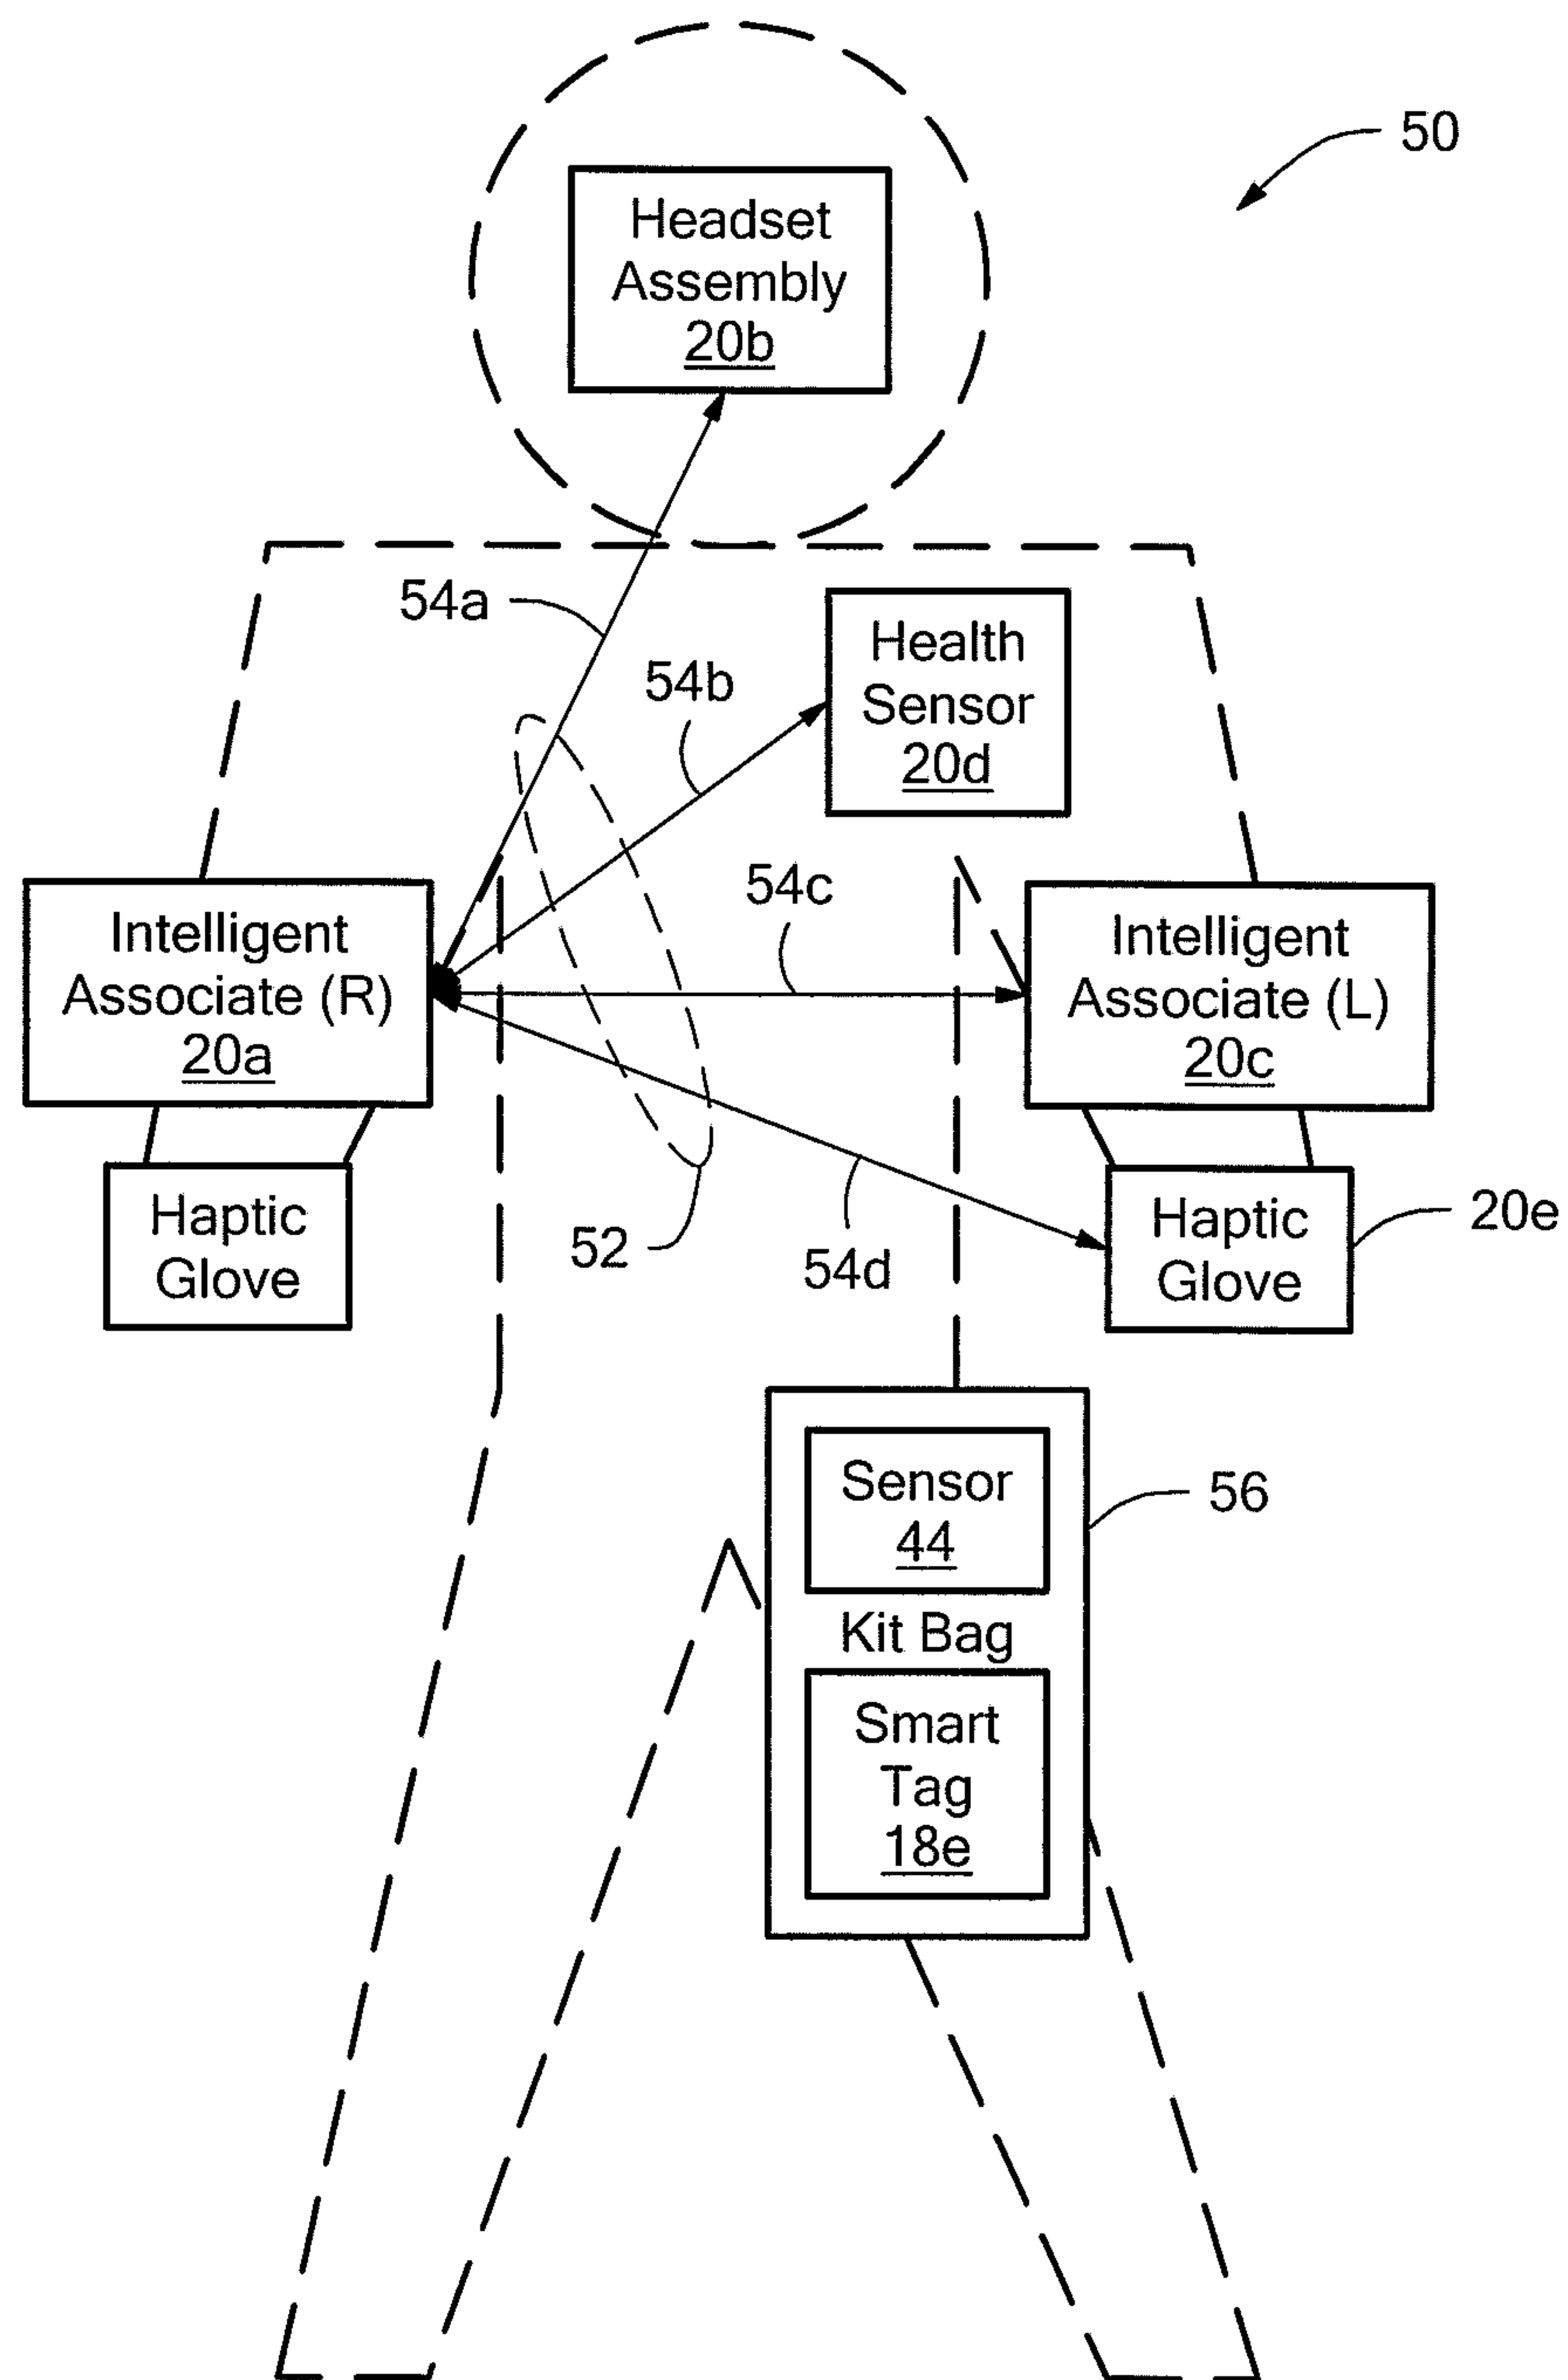 50
Headset
Assembly
20b
54a
Health
Sensor
20d
54b
54c
Intelligent
Associate (R)
20a
Intelligent
Associate (L)
20c
Haptic
Glove
52
54d
Haptic
Glove
20e
Sensor
44
56
Kit Bag
Smart
Tag
18e